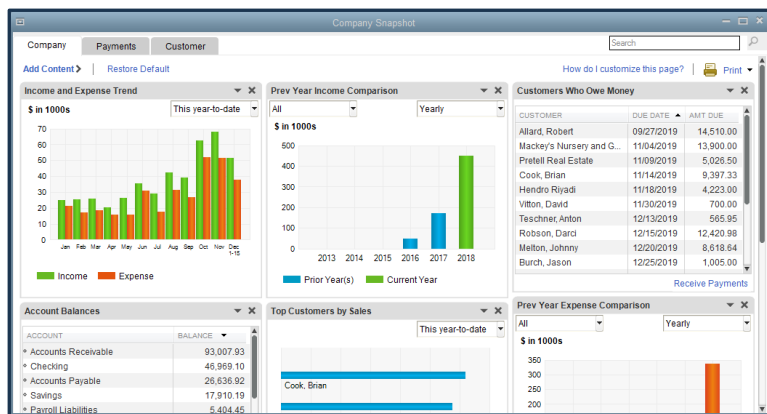 Company Snapshot
Company Payments Customer
Search
Add Content Restore Default
How do I customize this page? Print
Income and Expense Trend
$ in 1000s This year-to-date
70
60
50
40
30
20
10
0
Jan Feb Mar Apr May Jun Jul Aug Sep Oct Nov Dec
1-15
Income Expense
Prev Year Income Comparison
All Yearly
$ in 1000s
500
400
300
200
100
0
2013 2014 2015 2016 2017 2018
Prior Year(s) Current Year
Customers Who Owe Money
CUSTOMER DUE DATE AMT DUE
Allard, Robert 09/27/2019 14,510.00
Mackey's Nursery and G... 11/04/2019 13,900.00
Pretell Real Estate 11/09/2019 5,026.50
Cook, Brian 11/14/2019 9,397.33
Hendro Riyadi 11/18/2019 4,223.00
Vitton, David 11/30/2019 700.00
Teschner, Anton 12/13/2019 565.95
Robson, Darci 12/15/2019 12,420.98
Melton, Johnny 12/20/2019 8,618.64
Burch, Jason 12/25/2019 1,005.00
Receive Payments
Account Balances
ACCOUNT BALANCE
Accounts Receivable 93,007.93
Checking 46,969.10
Accounts Payable 26,636.92
Savings 17,910.19
Payroll Liabilities 5,404.45
Top Customers by Sales
This year-to-date
Cook, Brian
Prev Year Expense Comparison
All Yearly
$ in 1000s
350
300
250
200